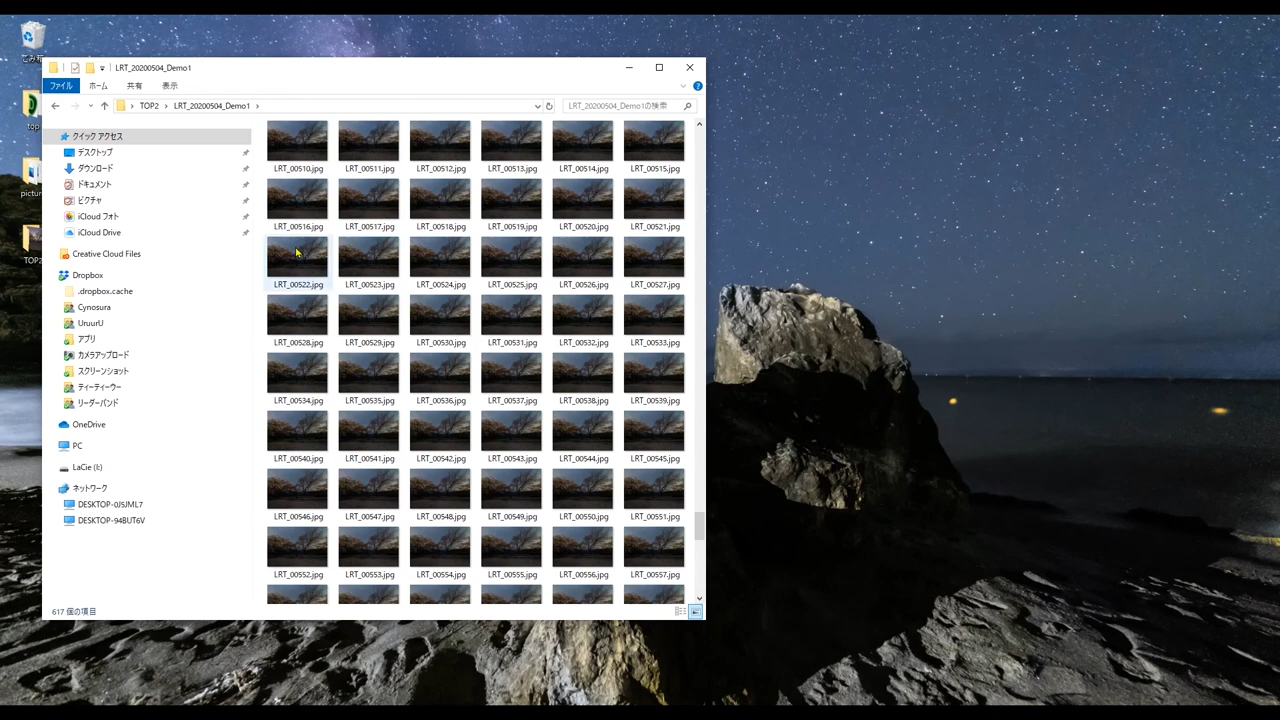 LRT_20200504_Demo1
ファイル ホーム 共有 表示
TOP2 LRT_20200504_Demo1 LRT_20200504_Demo1の検索
top
pictur
TOP2
クイック アクセス
デスクトップ
ダウンロード
ドキュメント
ピクチャ
iCloud フォト
iCloud Drive
Creative Cloud Files
Dropbox
.dropbox.cache
Cynosura
UruurU
アプリ
カメラアップロード
スクリーンショット
ティーティーウー
リーダーバンド
OneDrive
PC
LaCie (I:)
ネットワーク
DESKTOP-0JSJML7
DESKTOP-94BUT6V
LRT_00510.jpg LRT_00511.jpg LRT_00512.jpg LRT_00513.jpg LRT_00514.jpg LRT_00515.jpg
LRT_00516.jpg LRT_00517.jpg LRT_00518.jpg LRT_00519.jpg LRT_00520.jpg LRT_00521.jpg
LRT_00522.jpg LRT_00523.jpg LRT_00524.jpg LRT_00525.jpg LRT_00526.jpg LRT_00527.jpg
LRT_00528.jpg LRT_00529.jpg LRT_00530.jpg LRT_00531.jpg LRT_00532.jpg LRT_00533.jpg
LRT_00534.jpg LRT_00535.jpg LRT_00536.jpg LRT_00537.jpg LRT_00538.jpg LRT_00539.jpg
LRT_00540.jpg LRT_00541.jpg LRT_00542.jpg LRT_00543.jpg LRT_00544.jpg LRT_00545.jpg
LRT_00546.jpg LRT_00547.jpg LRT_00548.jpg LRT_00549.jpg LRT_00550.jpg LRT_00551.jpg
LRT_00552.jpg LRT_00553.jpg LRT_00554.jpg LRT_00555.jpg LRT_00556.jpg LRT_00557.jpg
617 個の項目